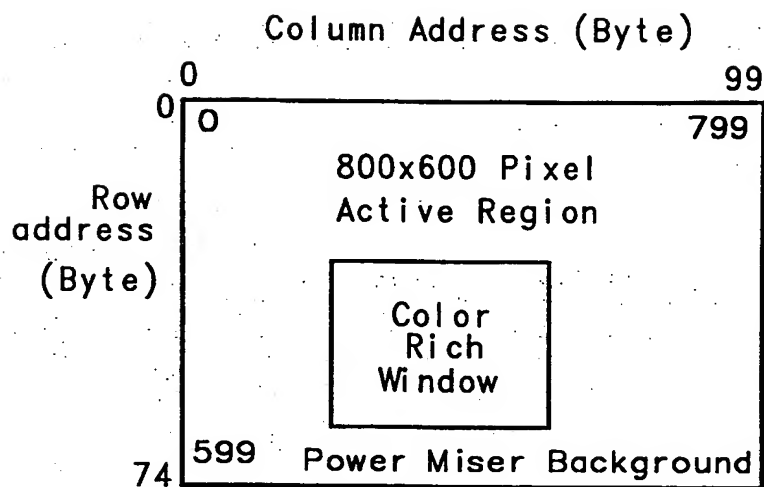 Column Address (Byte)
0 99
0 0 799
800x600 Pixel
Active Region
Row
address
(Byte)
Color
Rich
Window
599 Power Miser Background
74